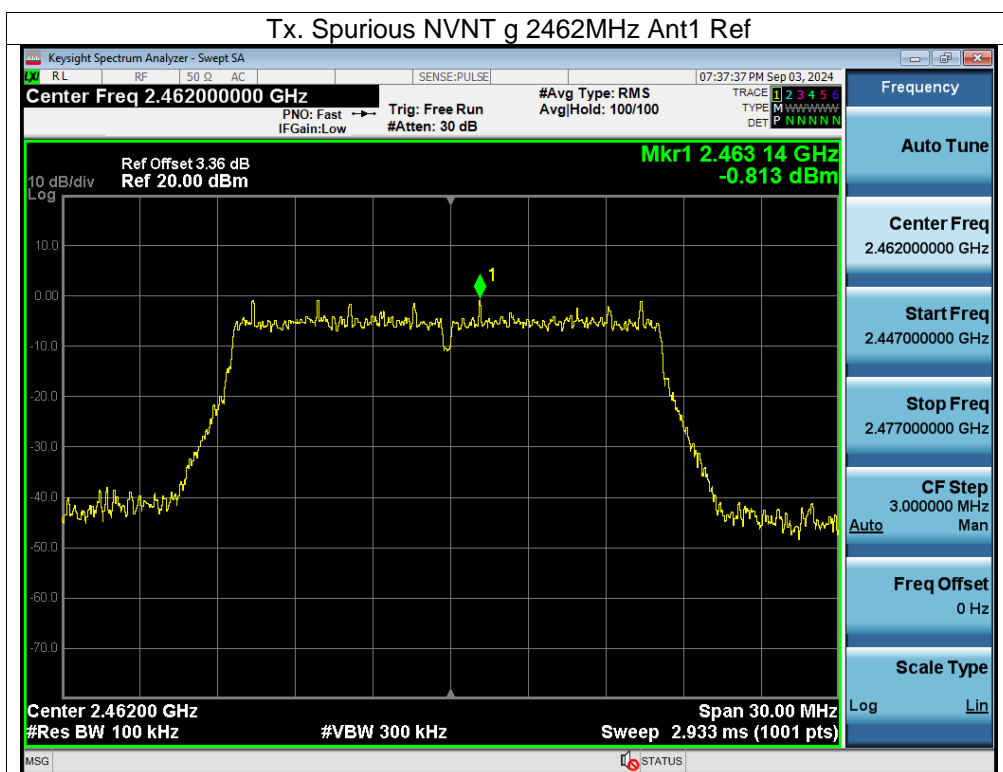 Tx. Spurious NVNT g 2462MHz Ant1 Ref
Keysight Spectrum Analyzer - Swept SA
LXI RL RF 50 Ω AC SENSE:PULSE 07:37:37 PM Sep 03, 2024
Center Freq 2.462000000 GHz
PNO: Fast
IFGain:Low
Trig: Free Run
#Atten: 30 dB
#Avg Type: RMS
Avg|Hold: 100/100
TRACE 1 2 3 4 5 6
TYPE M WWWWW
DET P N N N N N
Mkr1 2.463 14 GHz
-0.813 dBm
Ref Offset 3.36 dB
10 dB/div Ref 20.00 dBm
Log
10.0
0.00
-10.0
-20.0
-30.0
-40.0
-50.0
-60.0
-70.0
1
Center 2.46200 GHz Span 30.00 MHz
#Res BW 100 kHz #VBW 300 kHz Sweep 2.933 ms (1001 pts)
MSG STATUS
Frequency
Auto Tune
Center Freq
2.462000000 GHz
Start Freq
2.447000000 GHz
Stop Freq
2.477000000 GHz
CF Step
3.000000 MHz
Auto Man
Freq Offset
0 Hz
Scale Type
Log Lin